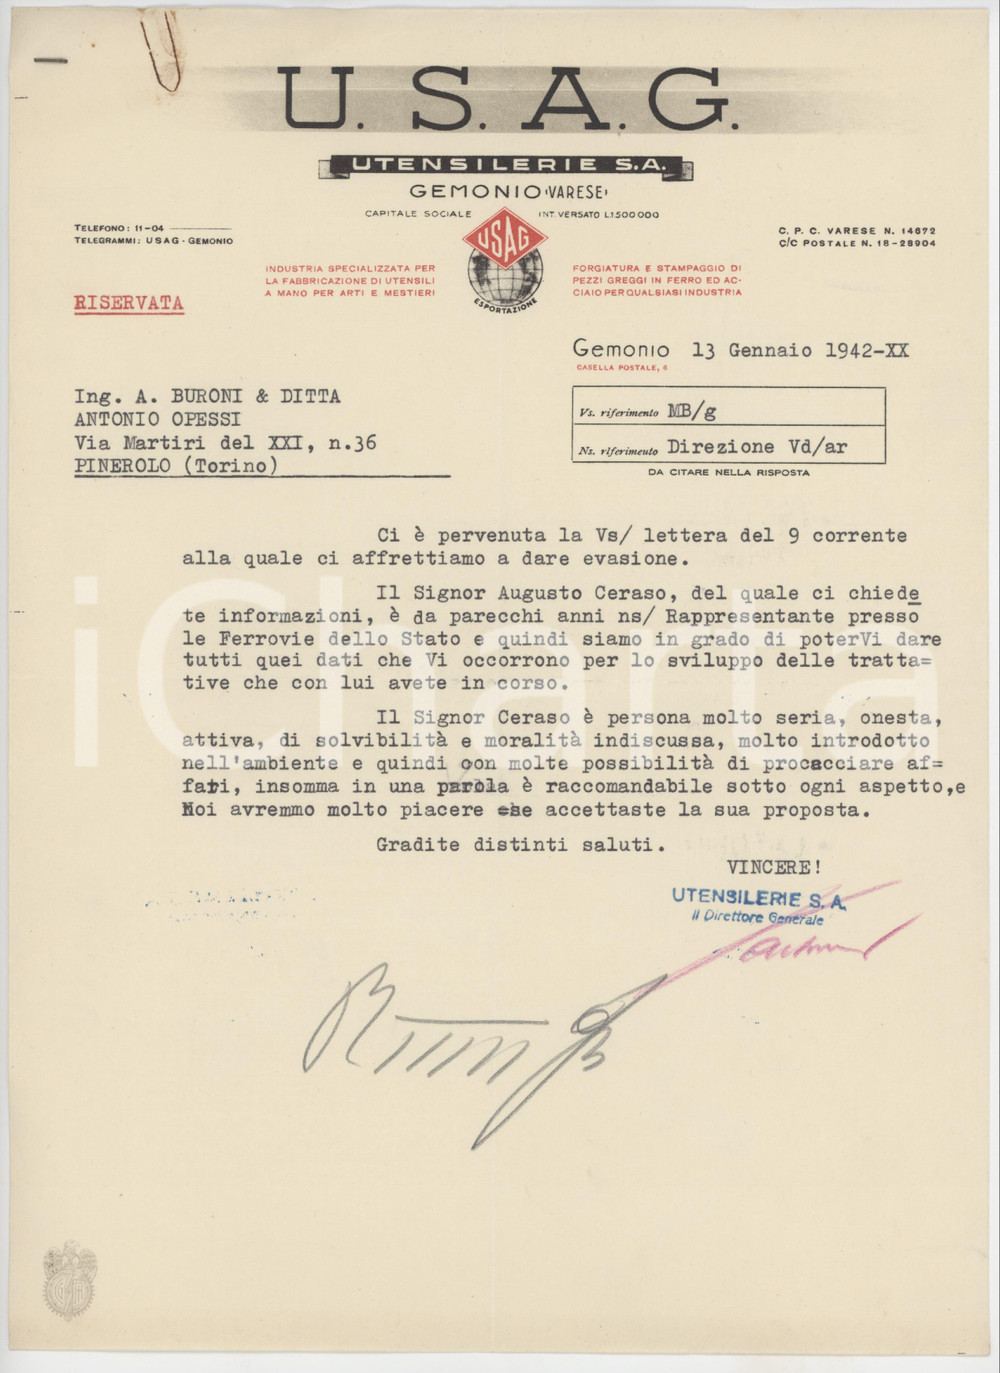 U. S. A. G.
UTENSILERIE S.A.
GEMONIO (VARESE)
CAPITALE SOCIALE INT. VERSATO L.1.500.000
TELEFONO: 11-04
TELEGRAMMI: USAG - GEMONIO
C. P. C. VARESE N. 14672
C/C POSTALE N. 18-28904
USAG
ESPORTAZIONE
INDUSTRIA SPECIALIZZATA PER
LA FABBRICAZIONE DI UTENSILI
A MANO PER ARTI E MESTIERI
FORGIATURA E STAMPAGGIO DI
PEZZI GREGGI IN FERRO ED AC-
CIAIO PER QUALSIASI INDUSTRIA
RISERVATA
Gemonio 13 Gennaio 1942-XX
CASELLA POSTALE, 6
Ing. A. BURONI & DITTA
ANTONIO OPESSI
Via Martiri del XXI, n.36
PINEROLO (Torino)
Vs. riferimento MB/g
Ns. riferimento Direzione Vd/ar
DA CITARE NELLA RISPOSTA
Ci è pervenuta la Vs/ lettera del 9 corrente
alla quale ci affrettiamo a dare evasione.
Il Signor Augusto Ceraso, del quale ci chiede
te informazioni, è da parecchi anni ns/ Rappresentante presso
le Ferrovie dello Stato e quindi siamo in grado di poterVi dare
tutti quei dati che Vi occorrono per lo sviluppo delle tratta=
tive che con lui avete in corso.
Il Signor Ceraso è persona molto seria, onesta,
attiva, di solvibilità e moralità indiscussa, molto introdotto
nell'ambiente e quindi con molte possibilità di procacciare af=
fari, insomma in una parola è raccomandabile sotto ogni aspetto,e
Noi avremmo molto piacere che accettaste la sua proposta.
Gradite distinti saluti.
VINCERE!
UTENSILERIE S. A.
Il Direttore Generale
iCharta